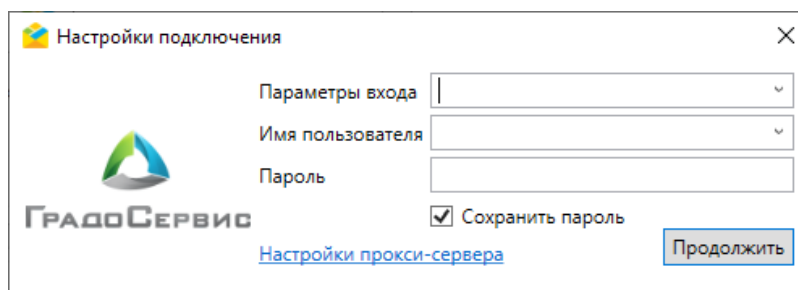 Настройки подключения
Параметры входа
Имя пользователя
Пароль
ГрадоСервис
Сохранить пароль
Настройки прокси-сервера
Продолжить